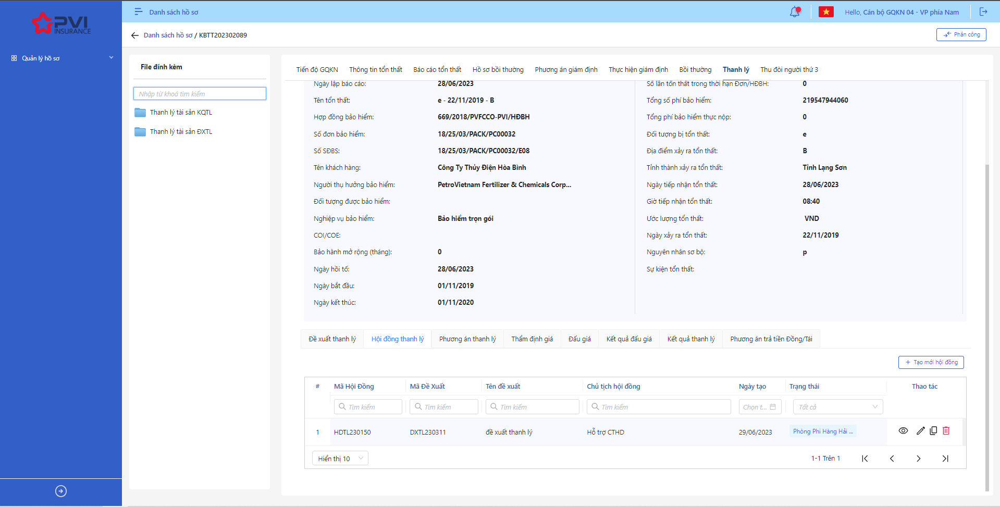 PVI
INSURANCE
Quản lý hồ sơ
Danh sách hồ sơ
Hello, Cán bộ GQKN 04 - VP phía Nam
Danh sách hồ sơ / KBTT202302089
Phân công
File đính kèm
Nhập từ khoá tìm kiếm
Thanh lý tài sản KQTL
Thanh lý tài sản ĐXTL
Tiến độ GQKN
Thông tin tổn thất
Báo cáo tổn thất
Hồ sơ bồi thường
Phương án giám định
Thực hiện giám định
Bồi thường
Thanh lý
Thu đòi người thứ 3
Ngày lập báo cáo: 28/06/2023
Tên tổn thất: e - 22/11/2019 - B
Hợp đồng bảo hiểm: 669/2018/PVFCCO-PVI/HĐBH
Số đơn bảo hiểm: 18/25/03/PACK/PC00032
Số SĐBS: 18/25/03/PACK/PC00032/E08
Tên khách hàng: Công Ty Thủy Điện Hòa Bình
Người thụ hưởng bảo hiểm: PetroVietnam Fertilizer & Chemicals Corp...
Đối tượng được bảo hiểm:
Nghiệp vụ bảo hiểm: Bảo hiểm trọn gói
COI/COE:
Bảo hành mở rộng (tháng): 0
Ngày hồi tố: 28/06/2023
Ngày bắt đầu: 01/11/2019
Ngày kết thúc: 01/11/2020
Số lần tổn thất trong thời hạn Đơn/HĐBH: 0
Tổng số phí bảo hiểm: 219547944060
Tổng phí bảo hiểm thực nộp: 0
Đối tượng bị tổn thất: e
Địa điểm xảy ra tổn thất: B
Tỉnh thành xảy ra tổn thất: Tỉnh Lạng Sơn
Ngày tiếp nhận tổn thất: 28/06/2023
Giờ tiếp nhận tổn thất: 08:40
Ước lượng tổn thất: VND
Ngày xảy ra tổn thất: 22/11/2019
Nguyên nhân sơ bộ: p
Sự kiện tổn thất:
Đề xuất thanh lý
Hội đồng thanh lý
Phương án thanh lý
Thẩm định giá
Đấu giá
Kết quả đấu giá
Kết quả thanh lý
Phương án trả tiền Đồng/Tái
+ Tạo mới hội đồng
# Mã Hội Đồng Mã Đề Xuất Tên đề xuất Chủ tịch hội đồng Ngày tạo Trạng thái Thao tác
Tìm kiếm Tìm kiếm Tìm kiếm Tìm kiếm Chọn t... Tất cả
1 HDTL230150 DXTL230311 đề xuất thanh lý Hỗ trợ CTHD 29/06/2023 Phòng Phi Hàng Hải ...
Hiển thị 10
1-1 Trên 1